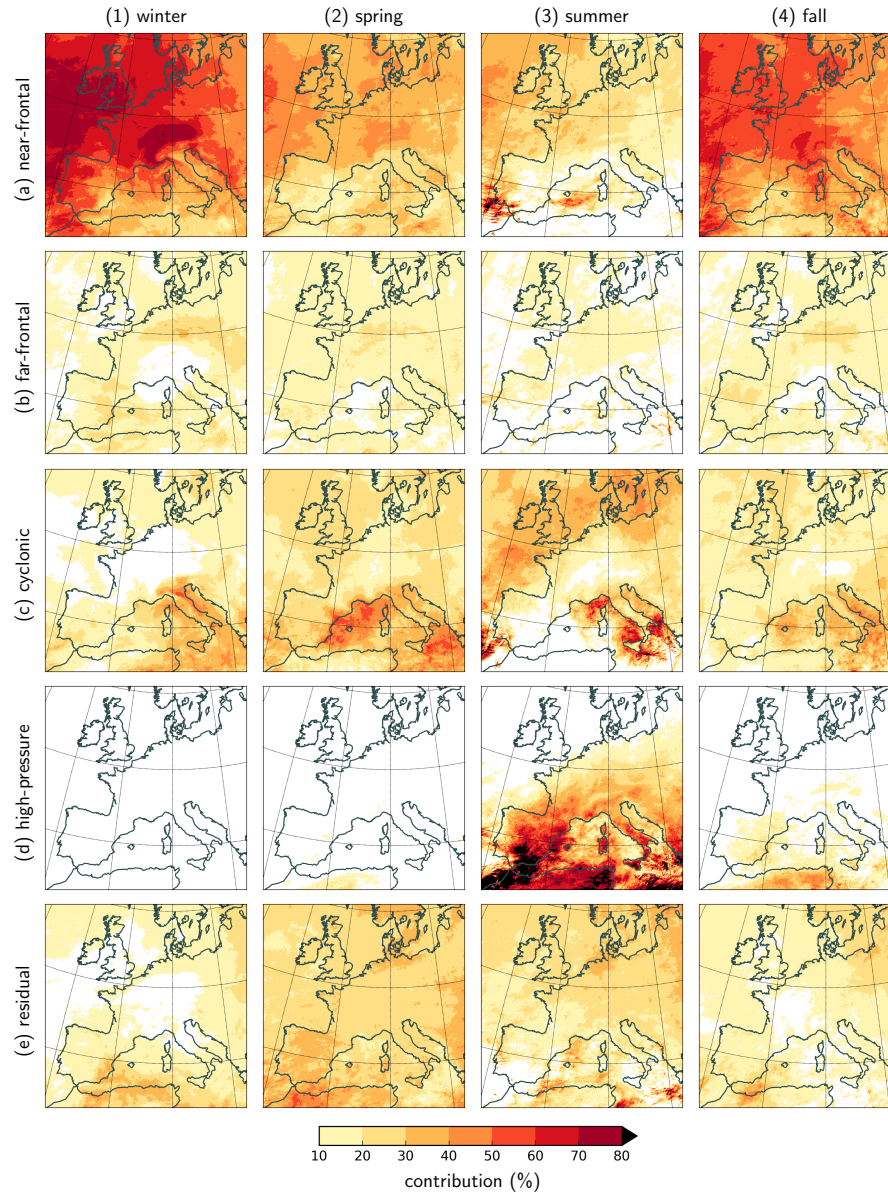 (1) winter (2) spring (3) summer (4) fall
(a) near-frontal
(b) far-frontal
(c) cyclonic
(d) high-pressure
(e) residual
10 20 30 40 50 60 70 80
contribution (%)